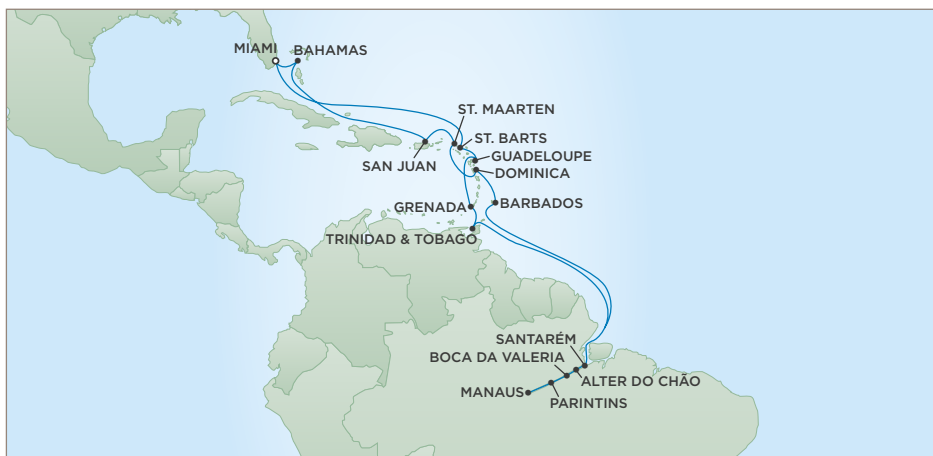 MIAMI
BAHAMAS
ST. MAARTEN
ST. BARTS
GUADELOUPE
SAN JUAN
DOMINICA
GRENADA
BARBADOS
TRINIDAD & TOBAGO
SANTARÉM
BOCA DA VALERIA
ALTER DO CHÃO
MANAUS
PARINTINS